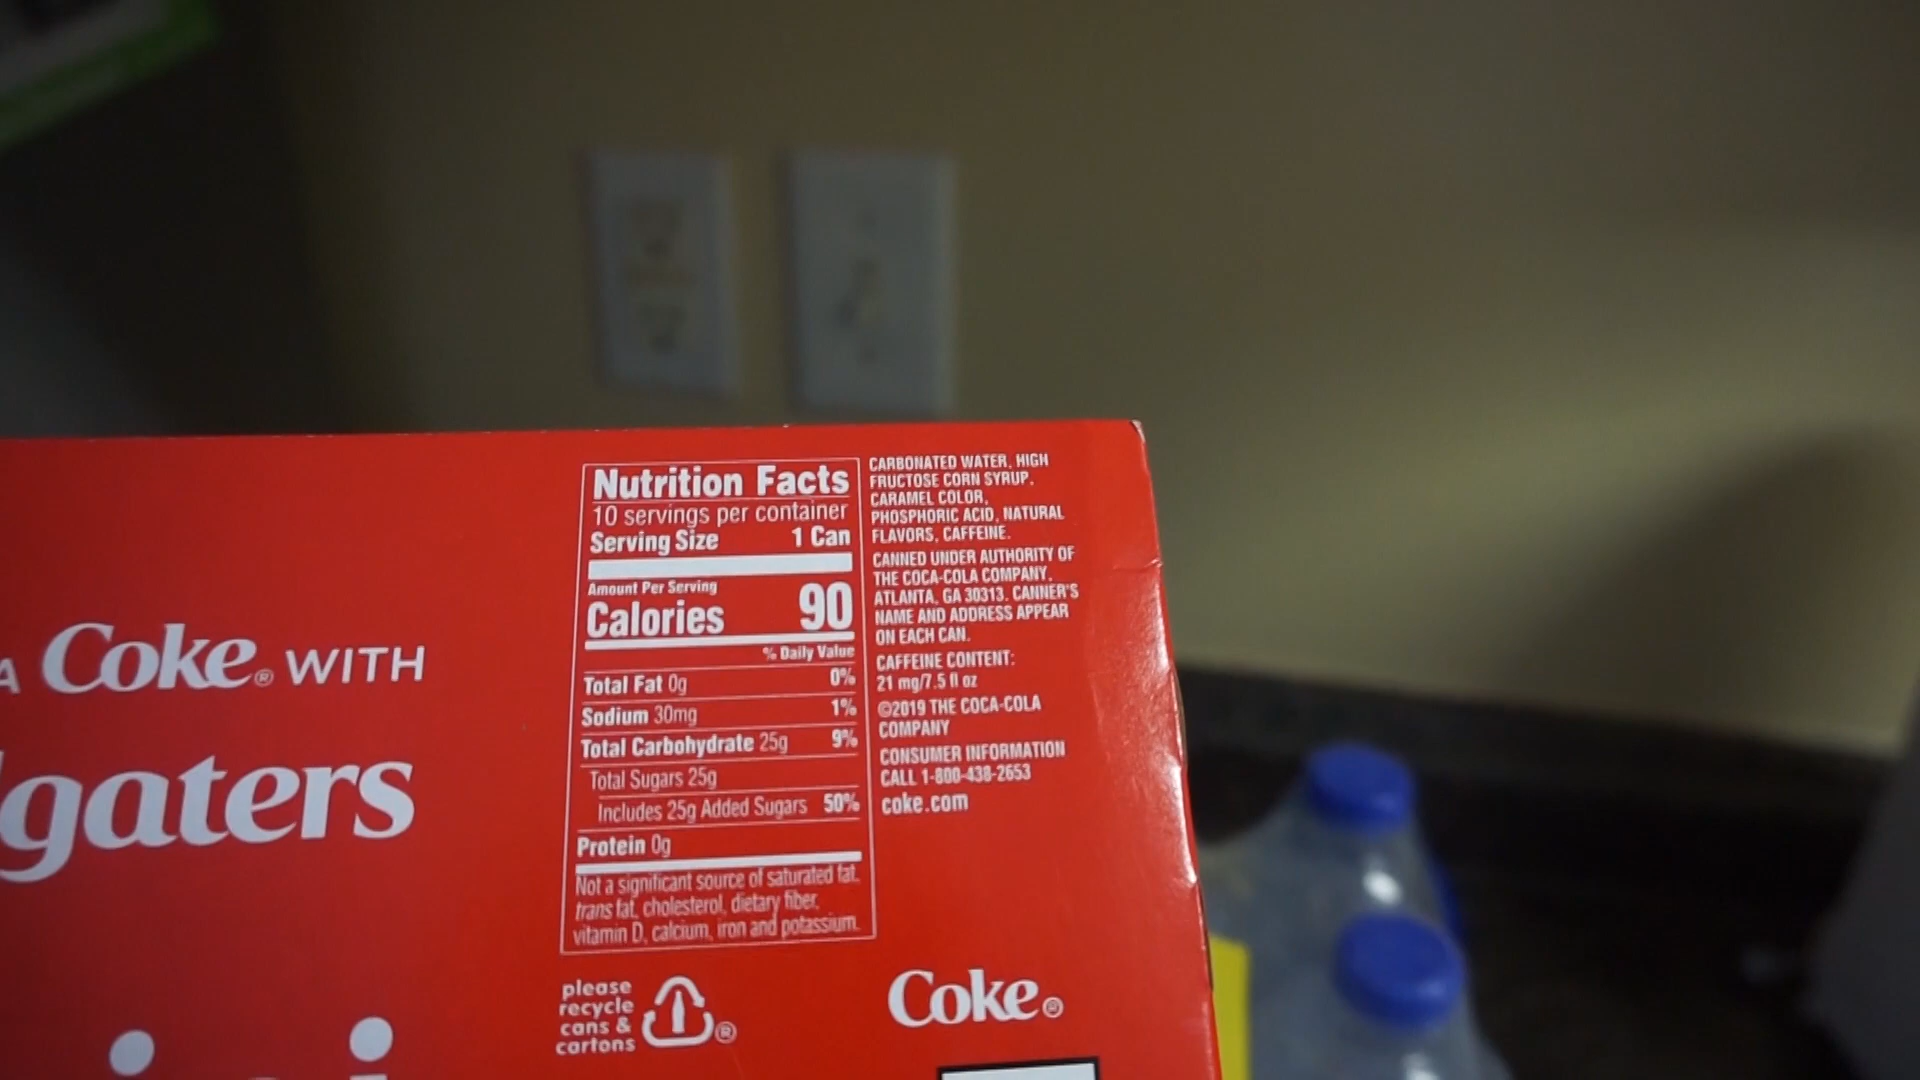 A Coke® WITH
gaters
Nutrition Facts
10 servings per container
Serving Size 1 Can
Amount Per Serving
Calories 90
% Daily Value
Total Fat 0g 0%
Sodium 30mg 1%
Total Carbohydrate 25g 9%
Total Sugars 25g
Includes 25g Added Sugars 50%
Protein 0g
Not a significant source of saturated fat,
trans fat, cholesterol, dietary fiber,
vitamin D, calcium, iron and potassium.
CARBONATED WATER, HIGH
FRUCTOSE CORN SYRUP,
CARAMEL COLOR,
PHOSPHORIC ACID, NATURAL
FLAVORS, CAFFEINE.
CANNED UNDER AUTHORITY OF
THE COCA-COLA COMPANY,
ATLANTA, GA 30313. CANNER'S
NAME AND ADDRESS APPEAR
ON EACH CAN.
CAFFEINE CONTENT:
21 mg/7.5 fl oz
©2019 THE COCA-COLA
COMPANY
CONSUMER INFORMATION
CALL 1-800-438-2653
coke.com
please
recycle
cans &
cartons
®
Coke®